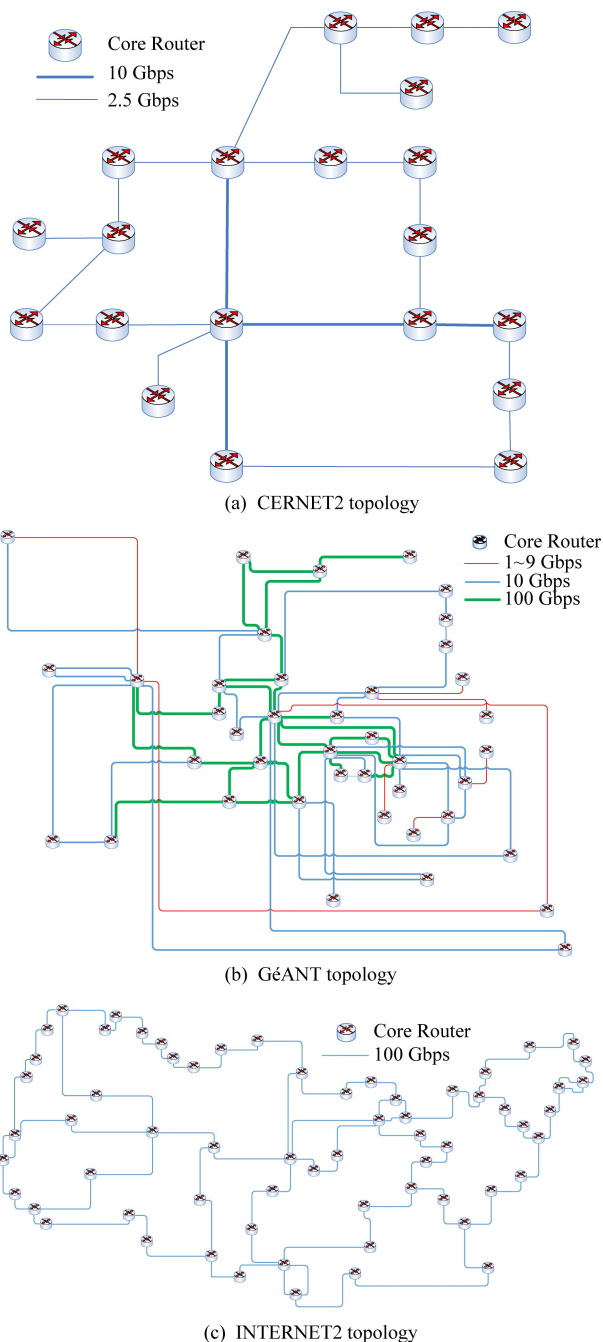 Core Router
10 Gbps
2.5 Gbps
(a) CERNET2 topology
Core Router
1~9 Gbps
10 Gbps
100 Gbps
(b) GéANT topology
Core Router
100 Gbps
(c) INTERNET2 topology